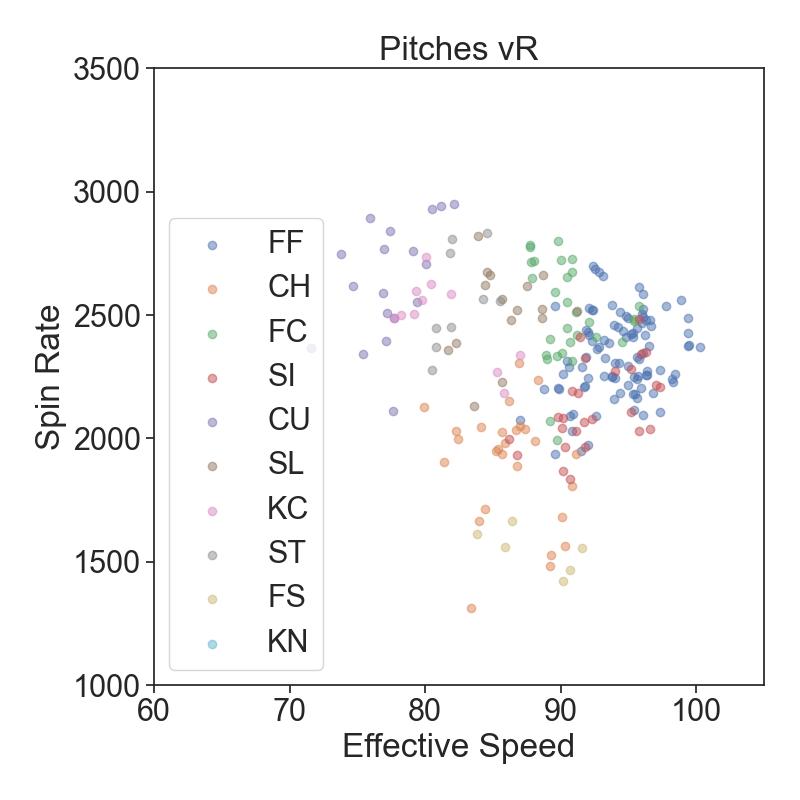 Pitches vR
3500
3000
2500
2000
1500
1000
Spin Rate
FF
CH
FC
SI
CU
SL
KC
ST
FS
KN
60 70 80 90 100
Effective Speed